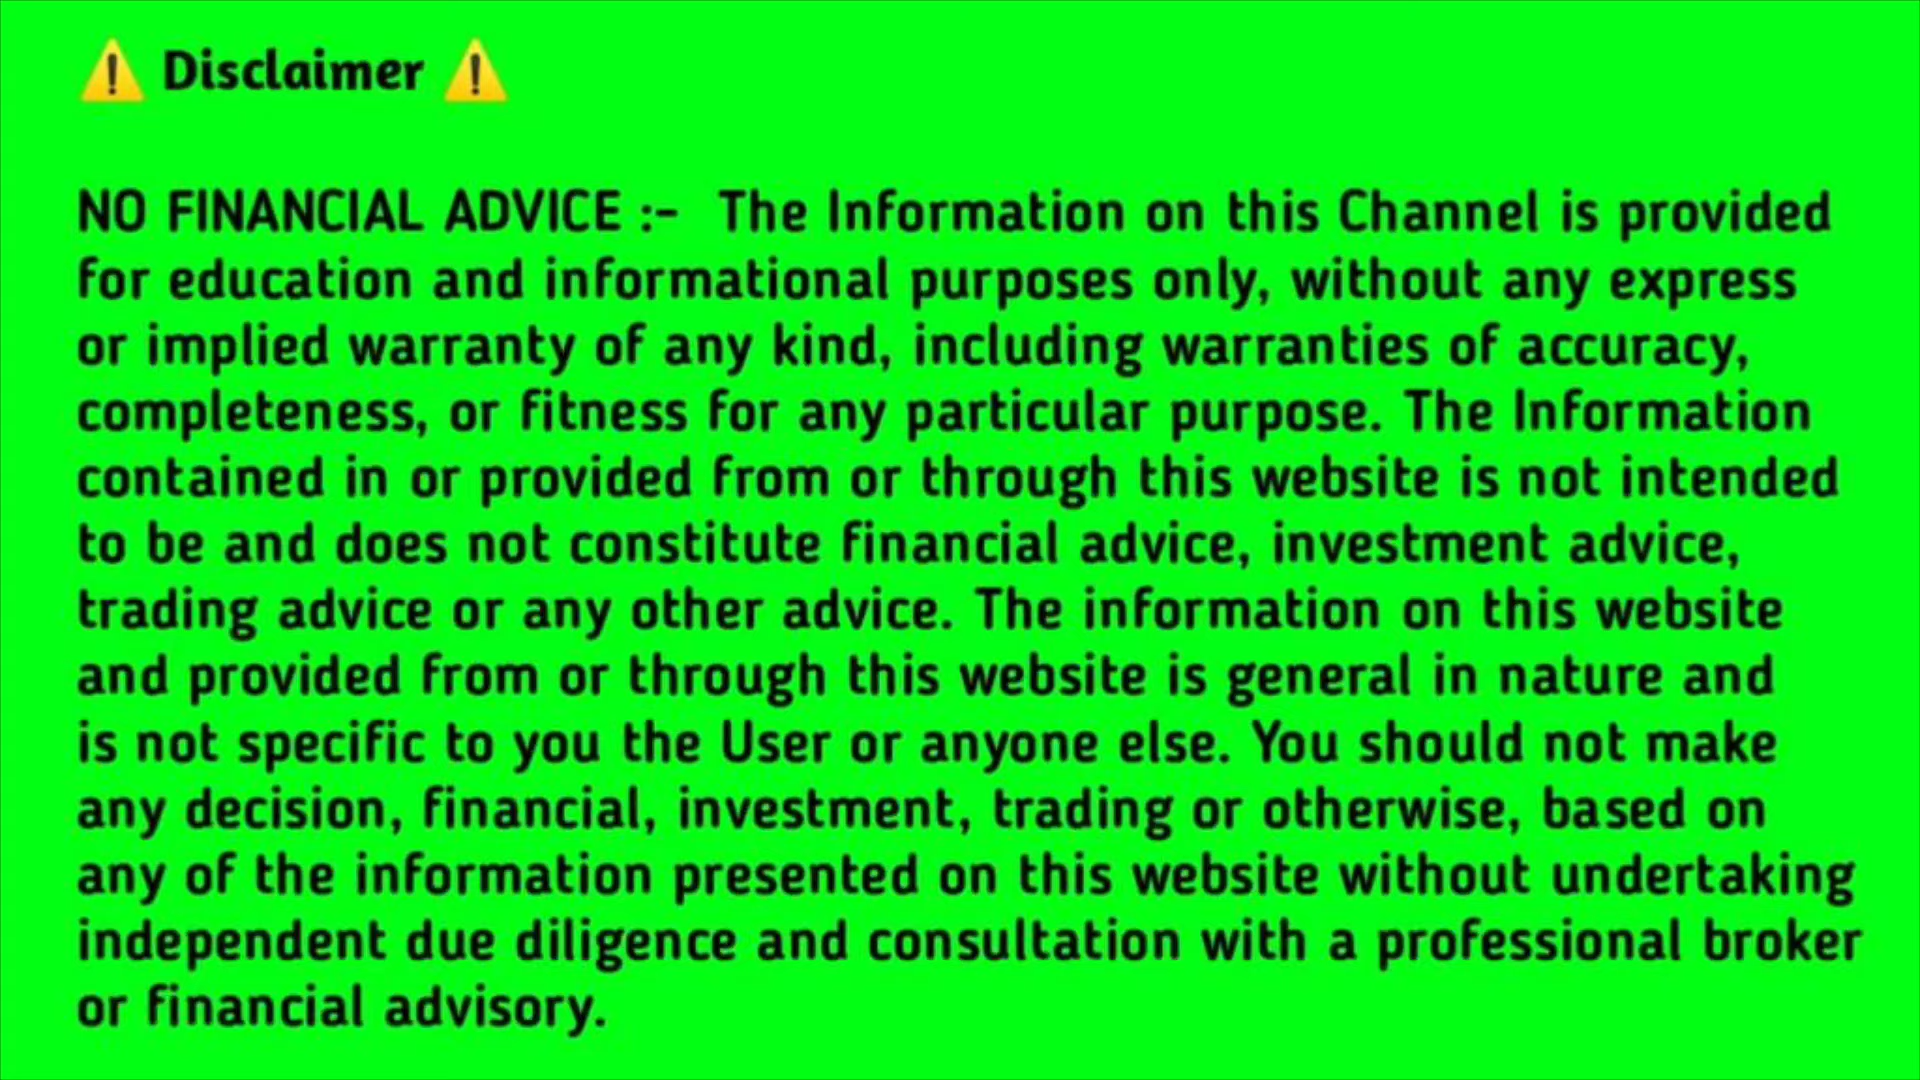 ⚠️ Disclaimer ⚠️
NO FINANCIAL ADVICE :- The Information on this Channel is provided
for education and informational purposes only, without any express
or implied warranty of any kind, including warranties of accuracy,
completeness, or fitness for any particular purpose. The Information
contained in or provided from or through this website is not intended
to be and does not constitute financial advice, investment advice,
trading advice or any other advice. The information on this website
and provided from or through this website is general in nature and
is not specific to you the User or anyone else. You should not make
any decision, financial, investment, trading or otherwise, based on
any of the information presented on this website without undertaking
independent due diligence and consultation with a professional broker
or financial advisory.